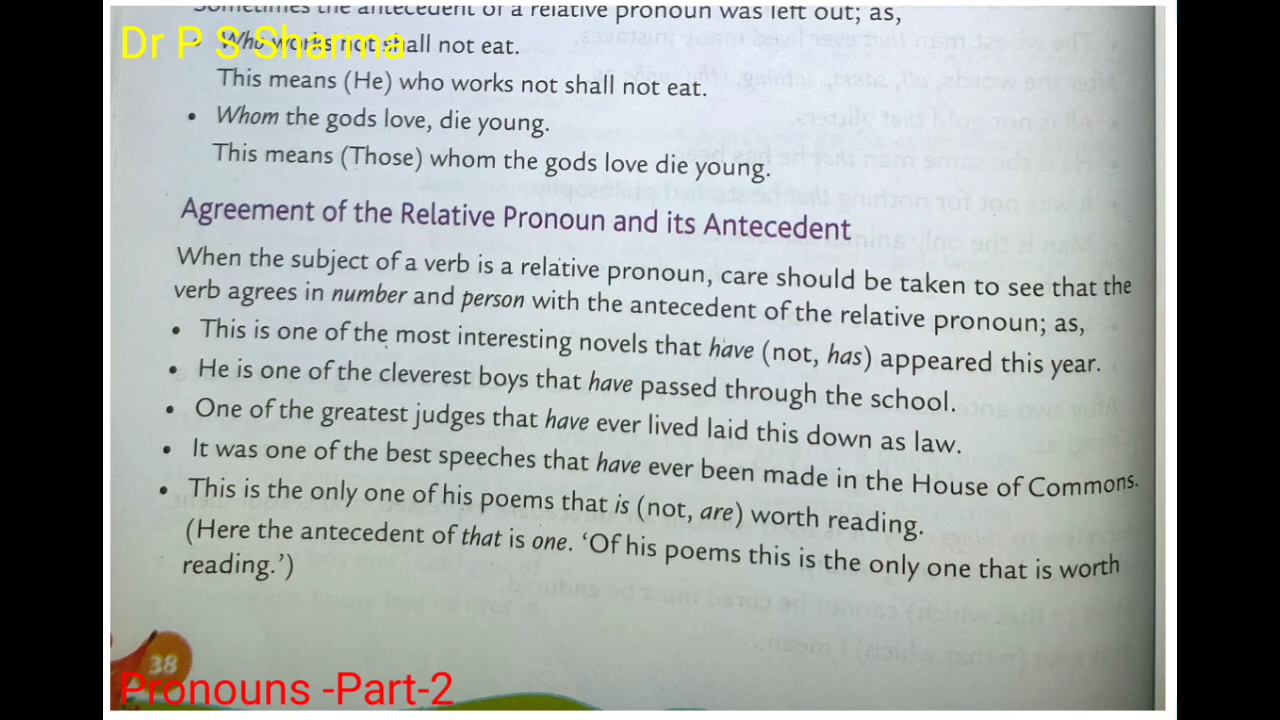 Sometimes the antecedent of a relative pronoun was left out; as,
Dr P S Sharma
• Who works not shall not eat.
This means (He) who works not shall not eat.
• Whom the gods love, die young.
This means (Those) whom the gods love die young.
Agreement of the Relative Pronoun and its Antecedent
When the subject of a verb is a relative pronoun, care should be taken to see that the
verb agrees in number and person with the antecedent of the relative pronoun; as,
• This is one of the most interesting novels that have (not, has) appeared this year.
• He is one of the cleverest boys that have passed through the school.
• One of the greatest judges that have ever lived laid this down as law.
• It was one of the best speeches that have ever been made in the House of Commons.
• This is the only one of his poems that is (not, are) worth reading.
(Here the antecedent of that is one. ‘Of his poems this is the only one that is worth
reading.’)
38
Pronouns -Part-2